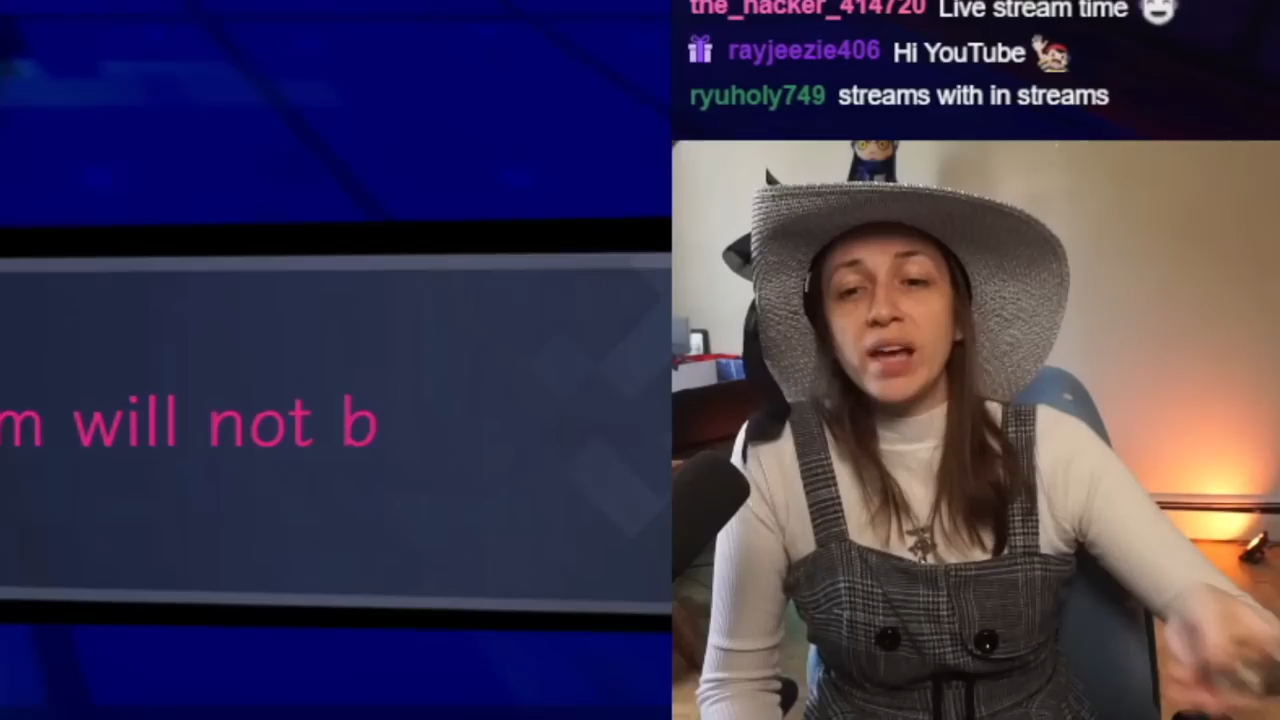 the_hacker_414720 Live stream time
rayjeezie406 Hi YouTube
ryuholy749 streams with in streams
m will not b